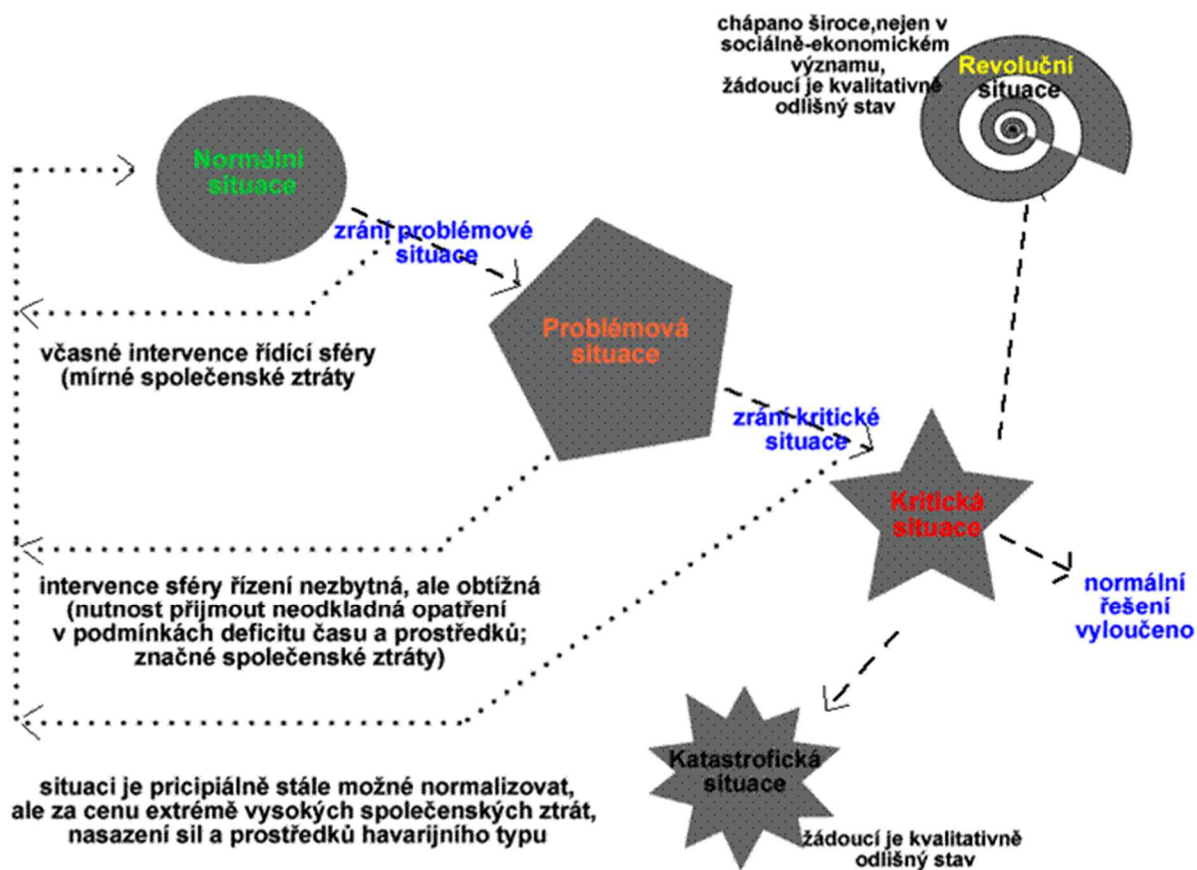 chápano široce,nejen v
sociálně-ekonomickém
významu,
žádoucí je kvalitativně
odlišný stav
Revoluční
situace
Normální
situace
zrání problémové
situace
Problémová
situace
včasné intervence řídící sféry
(mírné společenské ztráty
zrání kritické
situace
Kritická
situace
normální
řešení
vyloučeno
intervence sféry řízení nezbytná, ale obtížná
(nutnost přijmout neodkladná opatření
v podmínkách deficitu času a prostředků;
značné společenské ztráty)
Katastrofická
situace
situaci je pricipiálně stále možné normalizovat,
ale za cenu extrémě vysokých společenských ztrát,
nasazení sil a prostředků havarijního typu
žádoucí je kvalitativně
odlišný stav